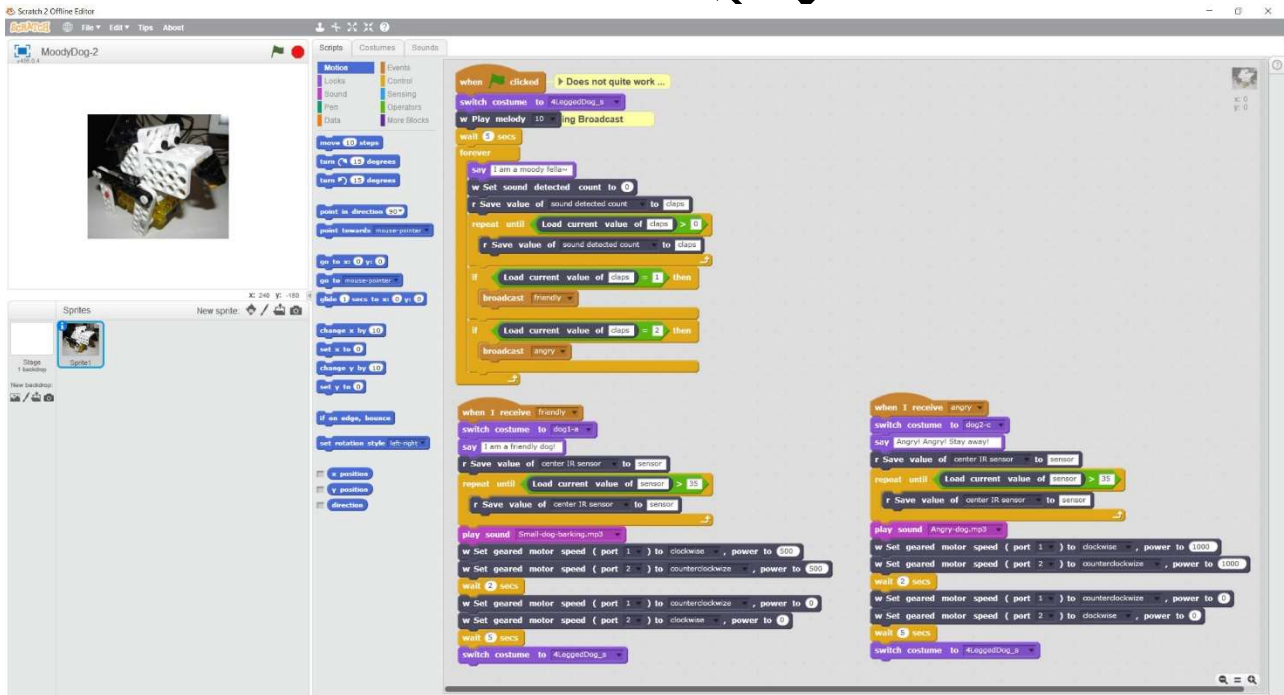 Scratch 2 Offline Editor
SCRATCH File Edit Tips About
MoodyDog-2
v456.0.4
X: 240 Y: -180
Sprites New sprite:
Stage
1 backdrop
New backdrop:
Sprite1
Scripts Costumes Sounds
Motion Events
Looks Control
Sound Sensing
Pen Operators
Data More Blocks
move 10 steps
turn 15 degrees
turn 15 degrees
point in direction 90
point towards mouse-pointer
go to x: 0 y: 0
go to mouse-pointer
glide 1 secs to x: 0 y: 0
change x by 10
set x to 0
change y by 10
set y to 0
if on edge, bounce
set rotation style left-right
x position
y position
direction
when clicked
Does not quite work ...
switch costume to 4LeggedDog_s
w Play melody 10
ing Broadcast
wait 5 secs
forever
say I am a moody fella~
w Set sound detected count to 0
r Save value of sound detected count to claps
repeat until Load current value of claps > 0
r Save value of sound detected count to claps
if Load current value of claps = 1 then
broadcast friendly
if Load current value of claps = 2 then
broadcast angry
x: 0
y: 0
when I receive friendly
switch costume to dog1-a
say I am a friendly dog!
r Save value of center IR sensor to sensor
repeat until Load current value of sensor > 35
r Save value of center IR sensor to sensor
play sound Small-dog-barking.mp3
w Set geared motor speed ( port 1 ) to clockwise , power to 500
w Set geared motor speed ( port 2 ) to counterclockwize , power to 500
wait 2 secs
w Set geared motor speed ( port 1 ) to counterclockwize , power to 0
w Set geared motor speed ( port 2 ) to clockwise , power to 0
wait 5 secs
switch costume to 4LeggedDog_s
when I receive angry
switch costume to dog2-c
say Angry! Angry! Stay away!
r Save value of center IR sensor to sensor
repeat until Load current value of sensor > 35
r Save value of center IR sensor to sensor
play sound Angry-dog.mp3
w Set geared motor speed ( port 1 ) to clockwise , power to 1000
w Set geared motor speed ( port 2 ) to counterclockwize , power to 1000
wait 2 secs
w Set geared motor speed ( port 1 ) to counterclockwize , power to 0
w Set geared motor speed ( port 2 ) to clockwise , power to 0
wait 5 secs
switch costume to 4LeggedDog_s